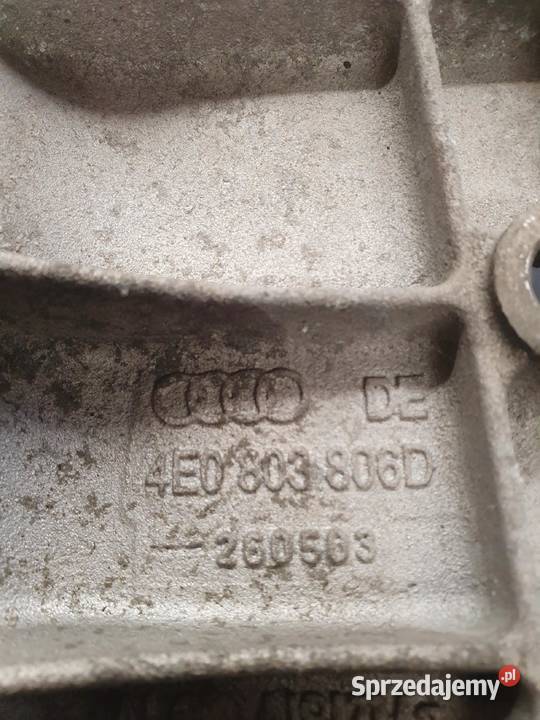 DE
4E0 803 806D
— 260503
Sprzedajemy.pl